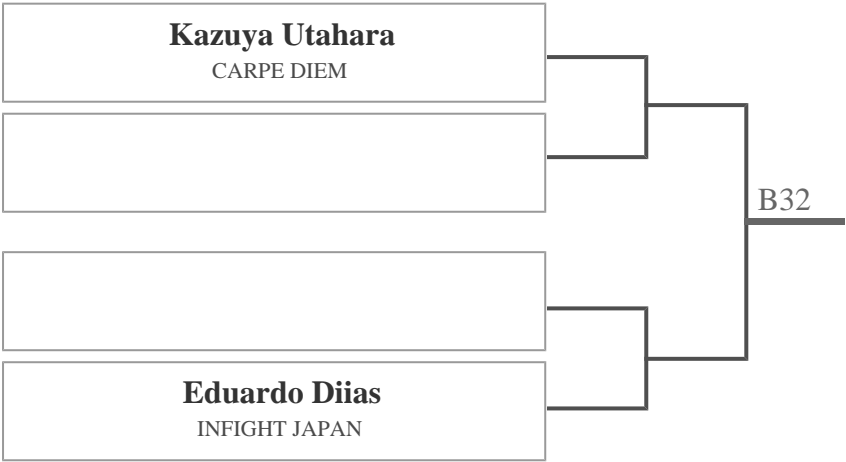 Kazuya Utahara
CARPE DIEM
B32
Eduardo Diias
INFIGHT JAPAN